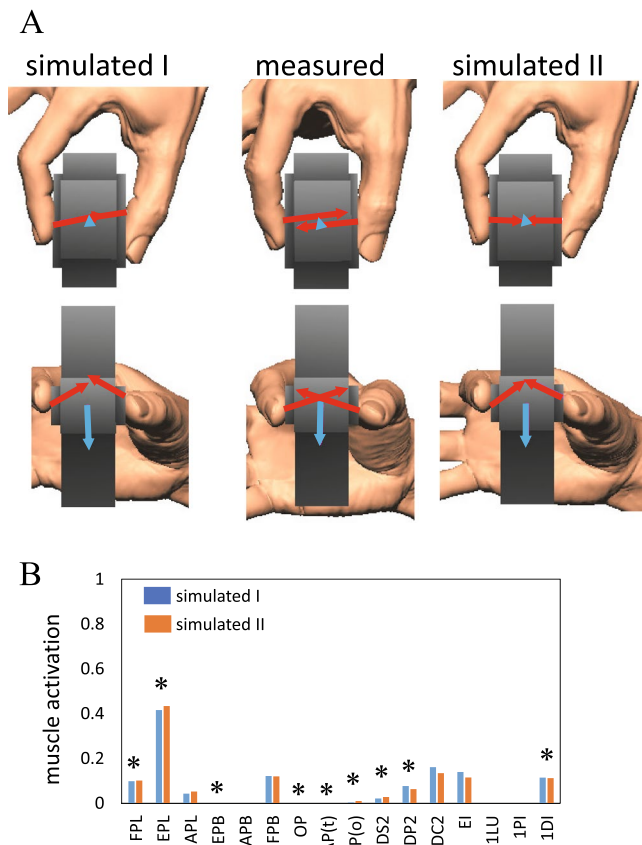 A
simulated I measured simulated II
B
1
0.8
0.6
0.4
0.2
0
muscle activation
simulated I
simulated II
* * * * * * * * *
FPL EPL APL EPB APB FPB OP AP(t) P(o) DS2 DP2 DC2 EI 1LU 1PI 1DI